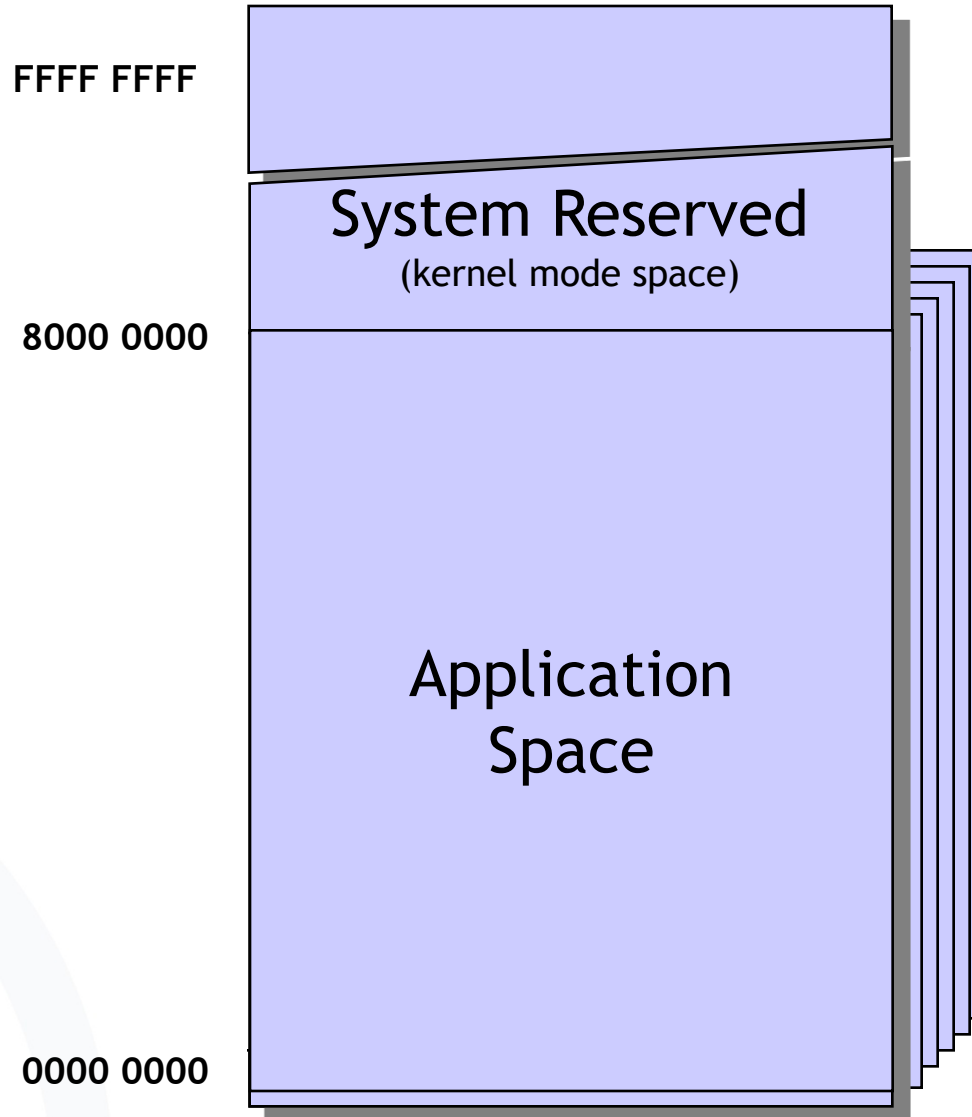 FFFF FFFF
System Reserved
(kernel mode space)
8000 0000
Application
Space
0000 0000